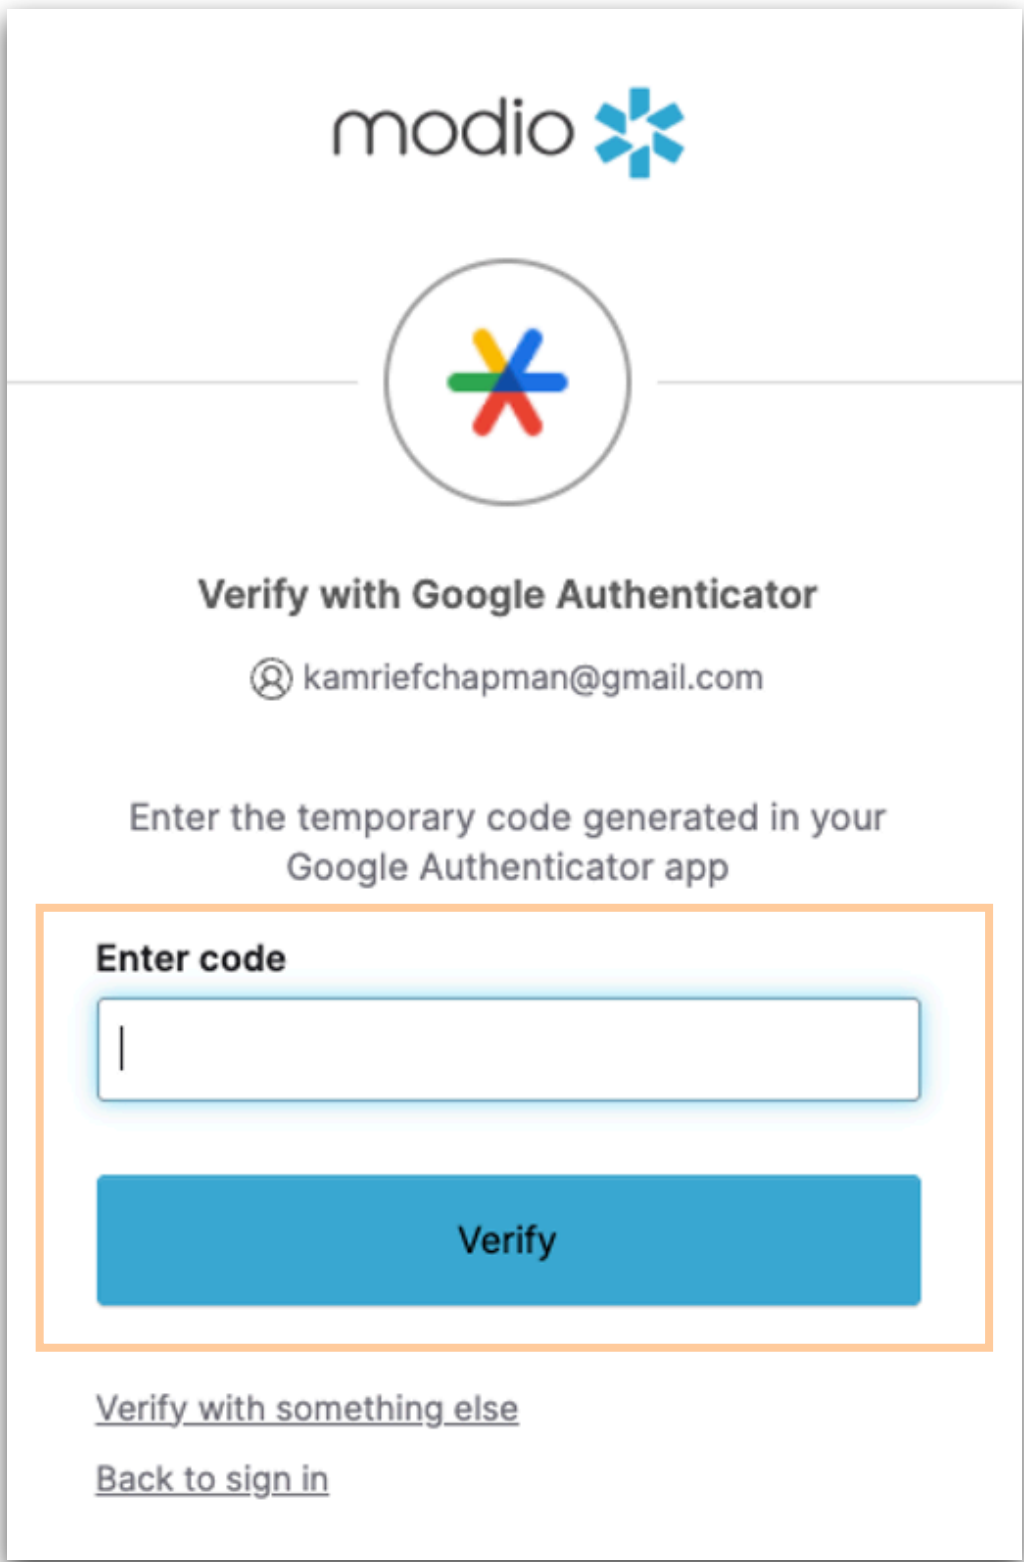 modio
Verify with Google Authenticator
kamriefchapman@gmail.com
Enter the temporary code generated in your
Google Authenticator app
Enter code
Verify
Verify with something else
Back to sign in